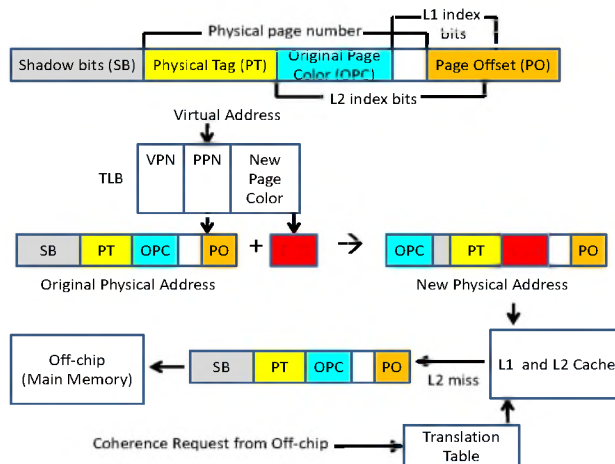 L1 index
bits
Physical page number
Shadow bits (SB)
Physical Tag (PT)
Original Page
Color (OPC)
Page Offset (PO)
L2 index bits
Virtual Address
TLB
VPN
PPN
New
Page
Color
SB
PT
OPC
PO
+
→
OPC
PT
PO
Original Physical Address
New Physical Address
Off-chip
(Main Memory)
SB
PT
OPC
PO
L2 miss
L1 and L2 Cache
Coherence Request from Off-chip
Translation
Table